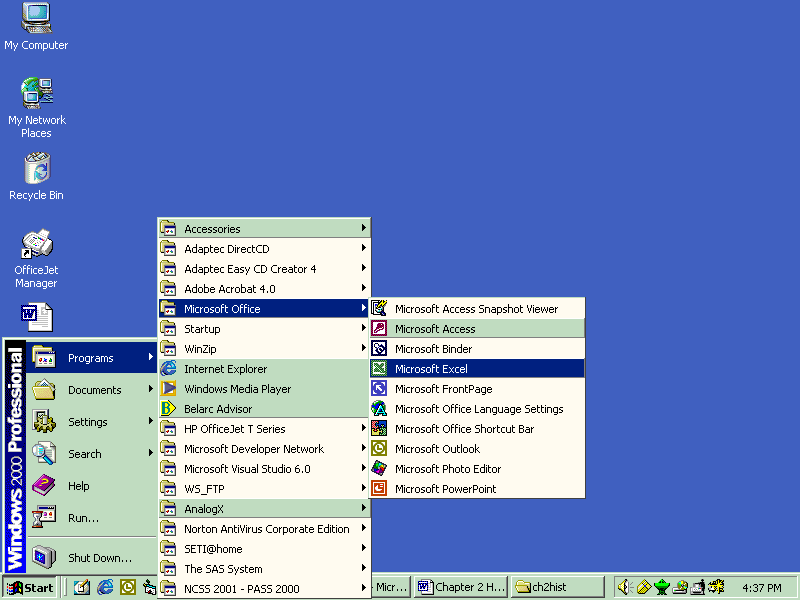 My Computer
My Network
Places
Recycle Bin
OfficeJet
Manager
Windows 2000 Professional
Programs
Documents
Settings
Search
Help
Run...
Shut Down...
Accessories
Adaptec DirectCD
Adaptec Easy CD Creator 4
Adobe Acrobat 4.0
Microsoft Office
Startup
WinZip
Internet Explorer
Windows Media Player
Belarc Advisor
HP OfficeJet T Series
Microsoft Developer Network
Microsoft Visual Studio 6.0
WS_FTP
AnalogX
Norton AntiVirus Corporate Edition
SETI@home
The SAS System
NCSS 2001 - PASS 2000
Microsoft Access Snapshot Viewer
Microsoft Access
Microsoft Binder
Microsoft Excel
Microsoft FrontPage
Microsoft Office Language Settings
Microsoft Office Shortcut Bar
Microsoft Outlook
Microsoft Photo Editor
Microsoft PowerPoint
Start
- Micr...
Chapter 2 H...
ch2hist
4:37 PM